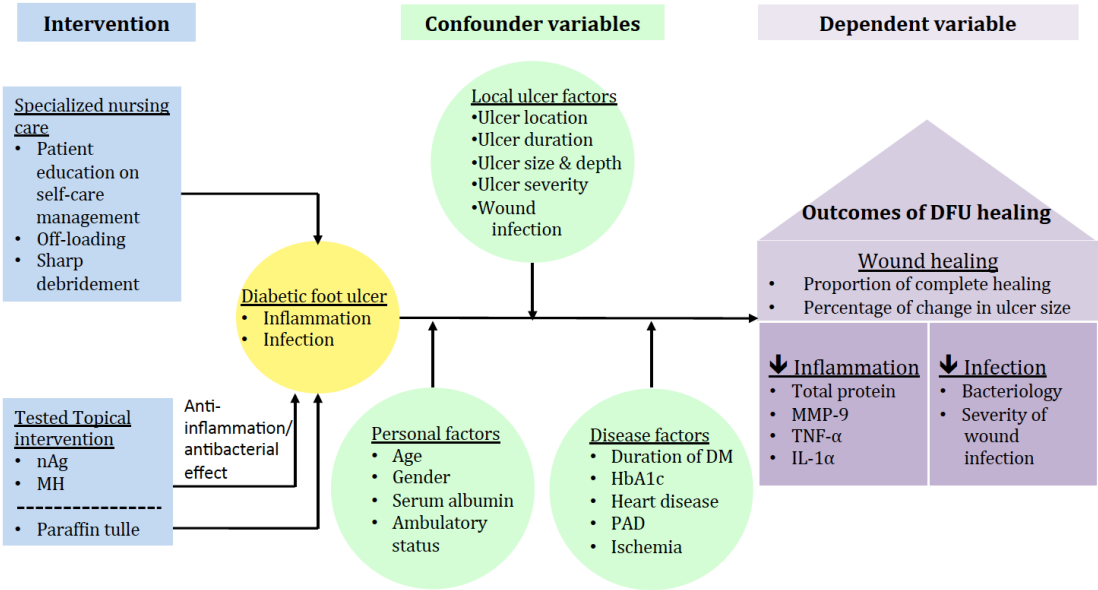 Intervention
Confounder variables
Dependent variable
Specialized nursing
care
• Patient
education on
self-care
management
• Off-loading
• Sharp
debridement
Tested Topical
intervention
• nAg
• MH
• Paraffin tulle
Anti-
inflammation/
antibacterial
effect
Diabetic foot ulcer
• Inflammation
• Infection
Local ulcer factors
•Ulcer location
•Ulcer duration
•Ulcer size & depth
•Ulcer severity
•Wound
infection
Personal factors
• Age
• Gender
• Serum albumin
• Ambulatory
status
Disease factors
• Duration of DM
• HbA1c
• Heart disease
• PAD
• Ischemia
Outcomes of DFU healing
Wound healing
• Proportion of complete healing
• Percentage of change in ulcer size
🡻 Inflammation
• Total protein
• MMP-9
• TNF-α
• IL-1α
🡻 Infection
• Bacteriology
• Severity of
wound
infection